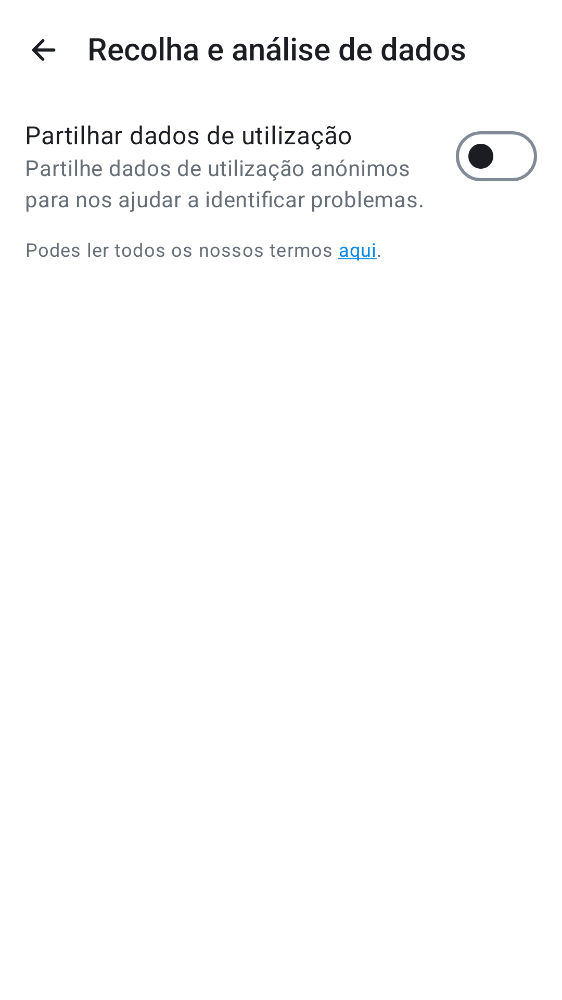 Recolha e análise de dados
Partilhar dados de utilização
Partilhe dados de utilização anónimos
para nos ajudar a identificar problemas.
Podes ler todos os nossos termos aqui.